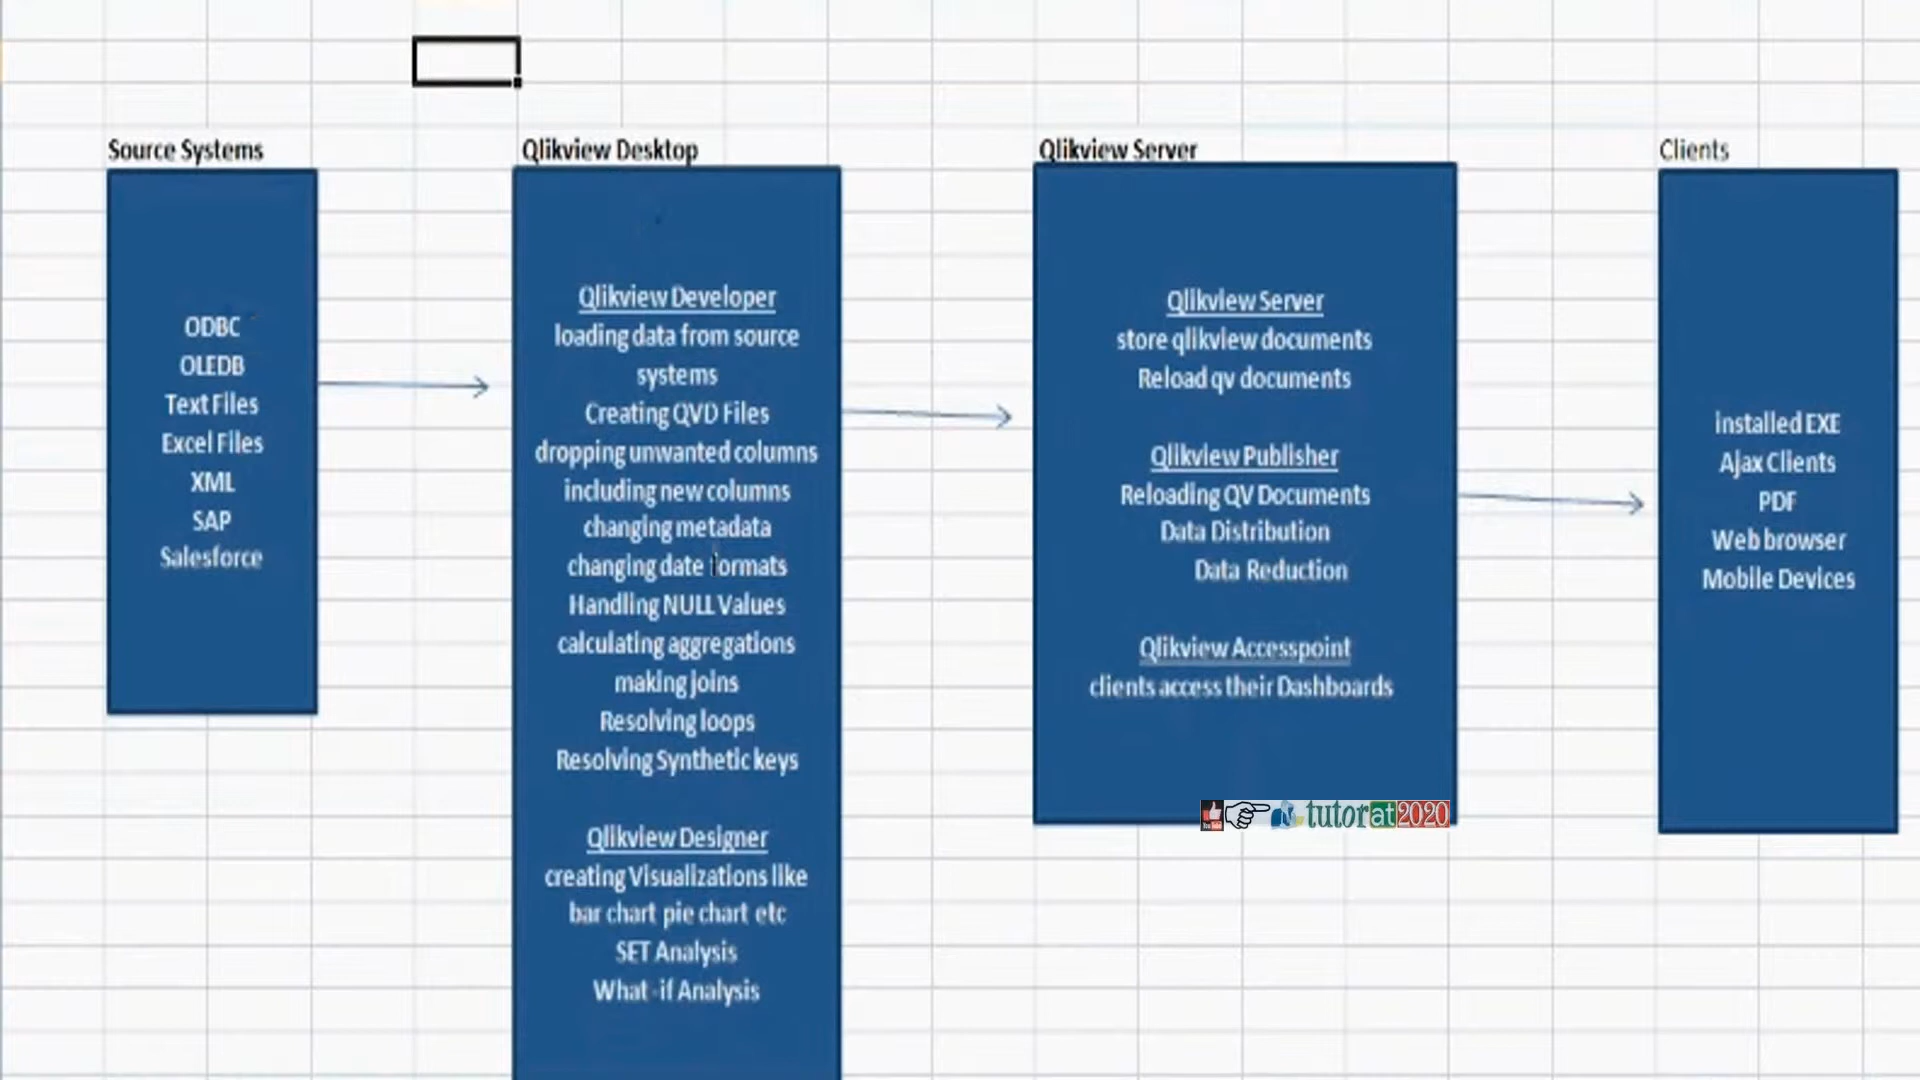 Source Systems
ODBC
OLEDB
Text Files
Excel Files
XML
SAP
Salesforce
Qlikview Desktop
Qlikview Developer
loading data from source
systems
Creating QVD Files
dropping unwanted columns
including new columns
changing metadata
changing date formats
Handling NULL Values
calculating aggregations
making joins
Resolving loops
Resolving Synthetic keys
Qlikview Designer
creating Visualizations like
bar chart pie chart etc
SET Analysis
What -if Analysis
Qlikview Server
Qlikview Server
store qlikview documents
Reload qv documents
Qlikview Publisher
Reloading QV Documents
Data Distribution
Data Reduction
Qlikview Accesspoint
clients access their Dashboards
tutorat2020
Clients
installed EXE
Ajax Clients
PDF
Web browser
Mobile Devices